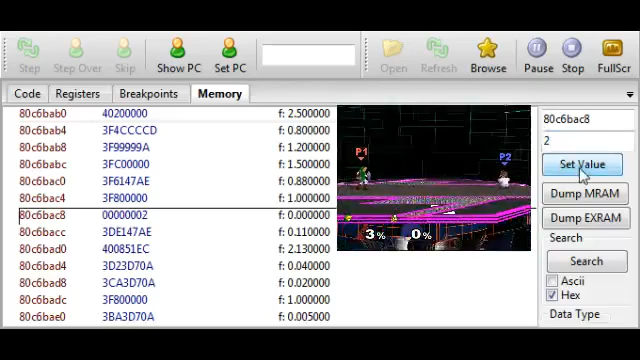 Step Step Over Skip Show PC Set PC Open Refresh Browse Pause Stop FullScr
Code Registers Breakpoints Memory
80c6bab0 40200000 f: 2.500000
80c6bab4 3F4CCCCD f: 0.800000
80c6bab8 3F99999A f: 1.200000
80c6babc 3FC00000 f: 1.500000
80c6bac0 3F6147AE f: 0.880000
80c6bac4 3F800000 f: 1.000000
80c6bac8 00000002 f: 0.000000
80c6bacc 3DE147AE f: 0.110000
80c6bad0 400851EC f: 2.130000
80c6bad4 3D23D70A f: 0.040000
80c6bad8 3CA3D70A f: 0.020000
80c6badc 3F800000 f: 1.000000
80c6bae0 3BA3D70A f: 0.005000
P1
P2
3%
0%
80c6bac8
2
Set Value
Dump MRAM
Dump EXRAM
Search
Search
Ascii
Hex
Data Type